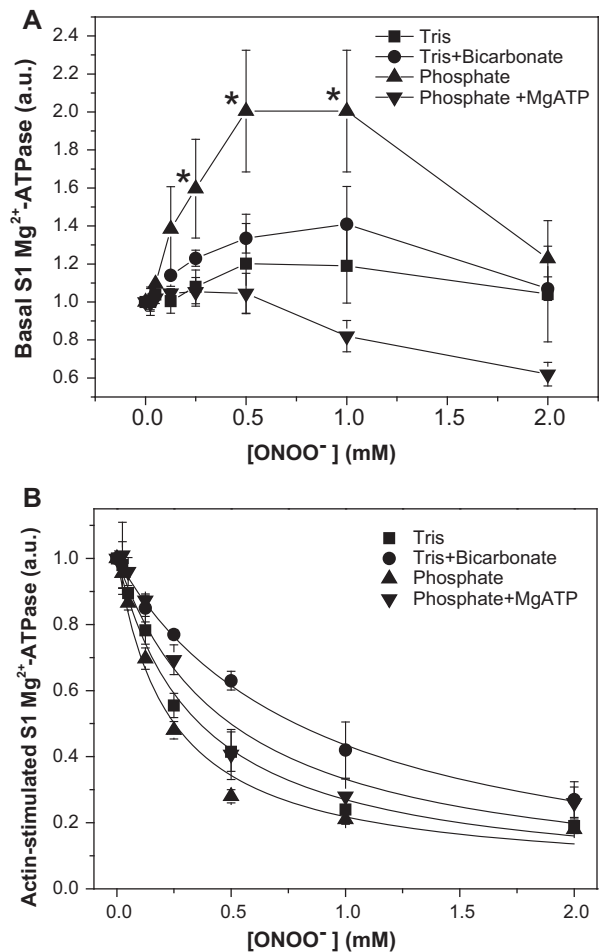 A
Basal S1 Mg²⁺-ATPase (a.u.)
2.4
2.2
2.0
1.8
1.6
1.4
1.2
1.0
0.8
0.6
Tris
Tris+Bicarbonate
Phosphate
Phosphate +MgATP
*
*
*
0.0 0.5 1.0 1.5 2.0
[ONOO⁻] (mM)
B
Actin-stimulated S1 Mg²⁺-ATPase (a.u.)
1.0
0.8
0.6
0.4
0.2
0.0
Tris
Tris+Bicarbonate
Phosphate
Phosphate+MgATP
0.0 0.5 1.0 1.5 2.0
[ONOO⁻] (mM)